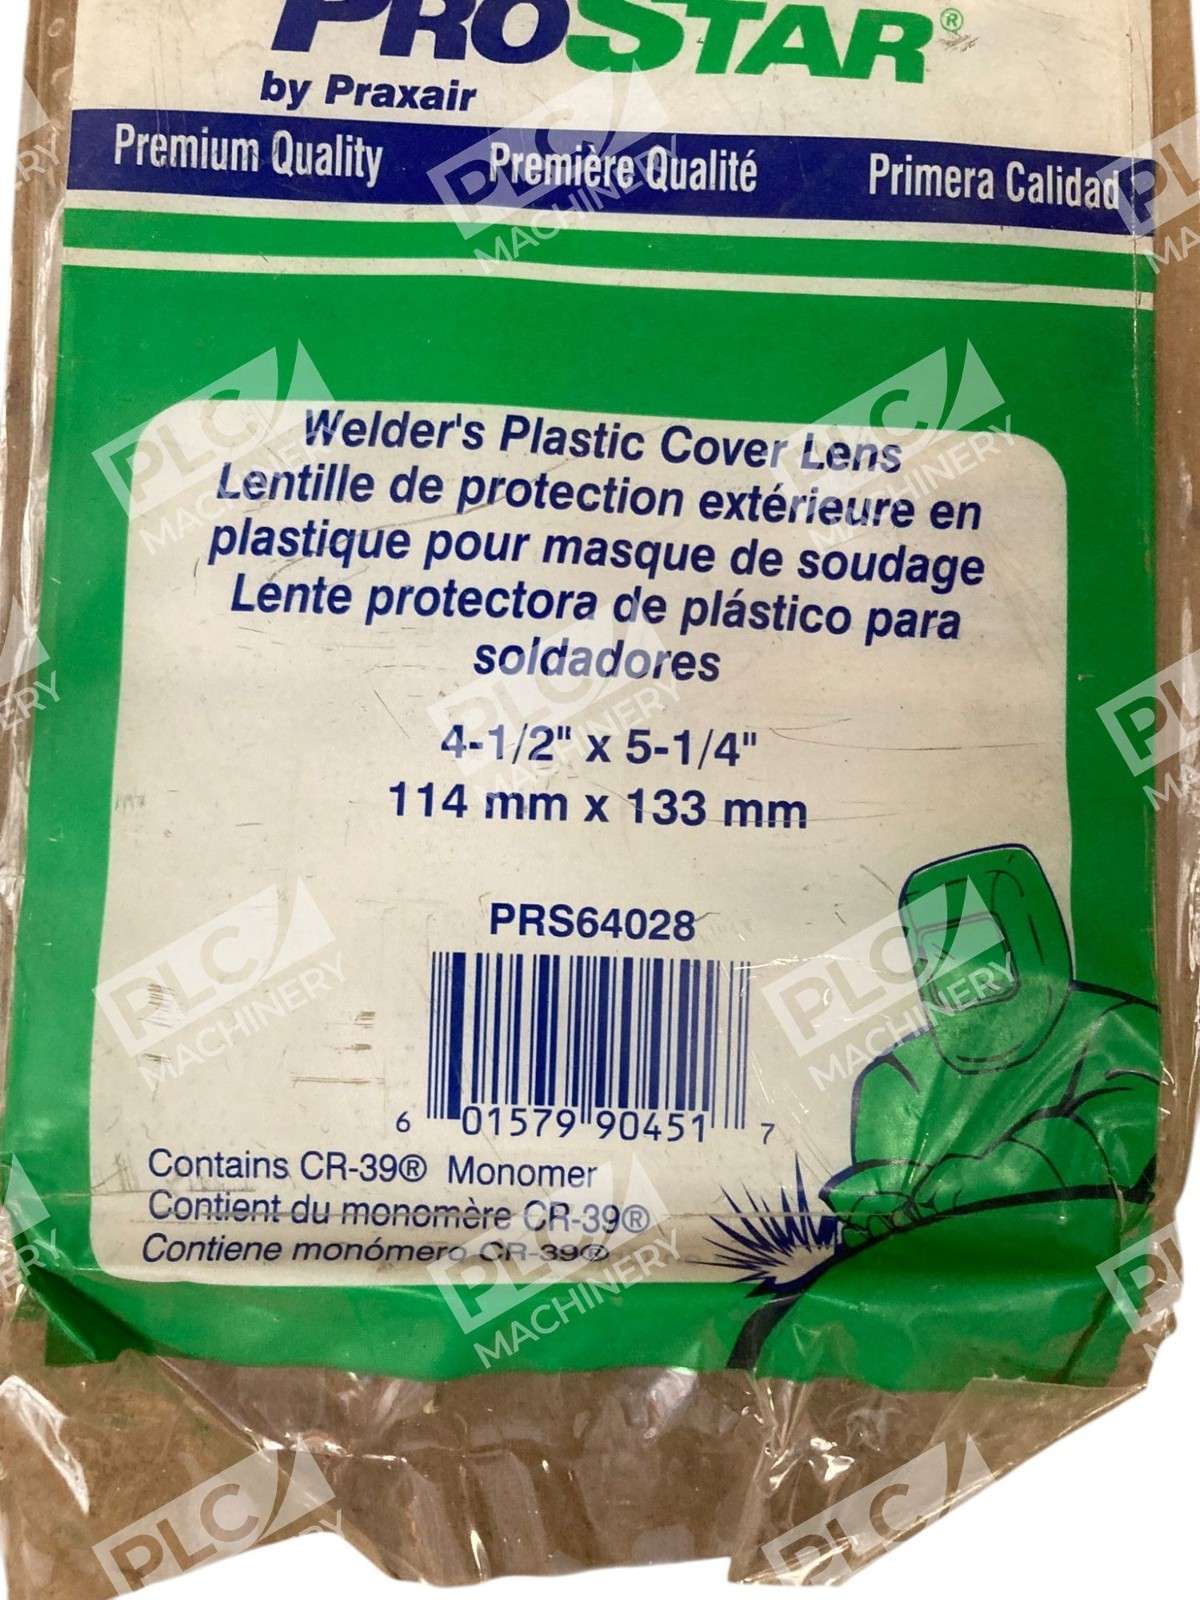 PROSTAR®
by Praxair
Premium Quality Première Qualité Primera Calidad
Welder's Plastic Cover Lens
Lentille de protection extérieure en
plastique pour masque de soudage
Lente protectora de plástico para
soldadores
4-1/2" x 5-1/4"
114 mm x 133 mm
PRS64028
6 01579 90451 7
Contains CR-39® Monomer
Contient du monomère CR-39®
Contiene monómero CR-39®
PLC MACHINERY